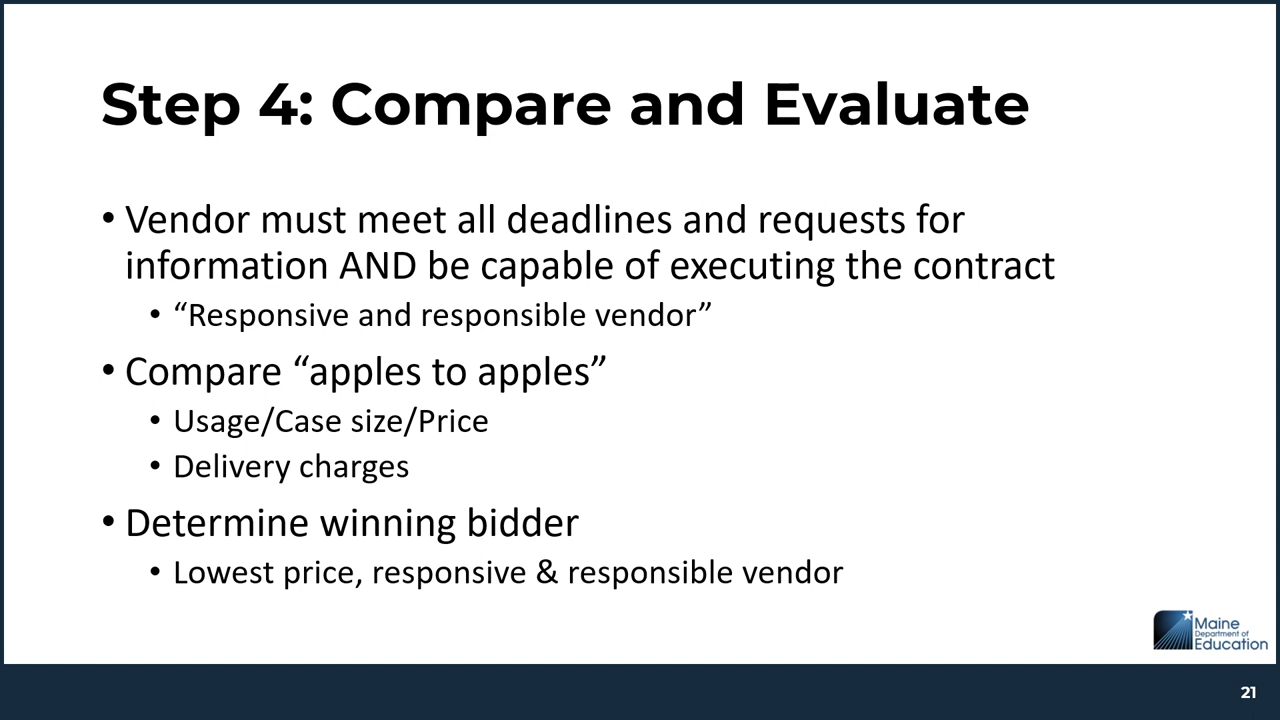 Step 4: Compare and Evaluate
• Vendor must meet all deadlines and requests for
information AND be capable of executing the contract
• “Responsive and responsible vendor”
• Compare “apples to apples”
• Usage/Case size/Price
• Delivery charges
• Determine winning bidder
• Lowest price, responsive & responsible vendor
Maine
Department of
Education
21